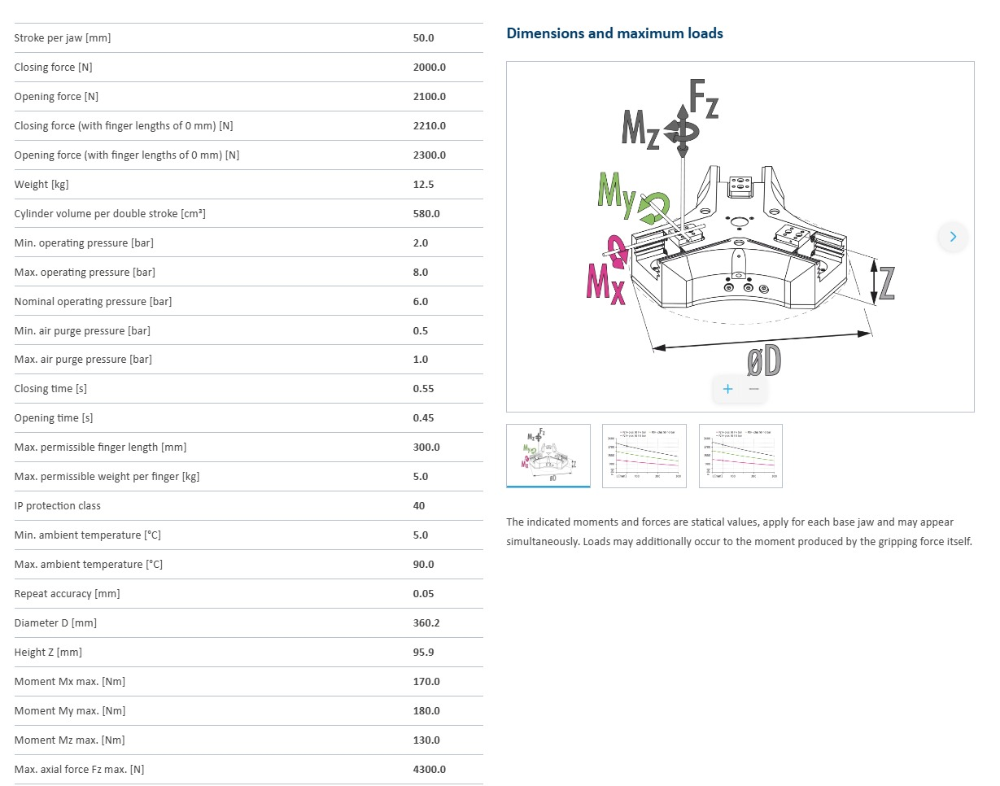 Stroke per jaw [mm] 50.0
Closing force [N] 2000.0
Opening force [N] 2100.0
Closing force (with finger lengths of 0 mm) [N] 2210.0
Opening force (with finger lengths of 0 mm) [N] 2300.0
Weight [kg] 12.5
Cylinder volume per double stroke [cm³] 580.0
Min. operating pressure [bar] 2.0
Max. operating pressure [bar] 8.0
Nominal operating pressure [bar] 6.0
Min. air purge pressure [bar] 0.5
Max. air purge pressure [bar] 1.0
Closing time [s] 0.55
Opening time [s] 0.45
Max. permissible finger length [mm] 300.0
Max. permissible weight per finger [kg] 5.0
IP protection class 40
Min. ambient temperature [°C] 5.0
Max. ambient temperature [°C] 90.0
Repeat accuracy [mm] 0.05
Diameter D [mm] 360.2
Height Z [mm] 95.9
Moment Mx max. [Nm] 170.0
Moment My max. [Nm] 180.0
Moment Mz max. [Nm] 130.0
Max. axial force Fz max. [N] 4300.0
Dimensions and maximum loads
Fz
Mz
My
Mx
Z
øD
+ −
Fz
Mz
My
Mx
Z
øD
The indicated moments and forces are statical values, apply for each base jaw and may appear
simultaneously. Loads may additionally occur to the moment produced by the gripping force itself.